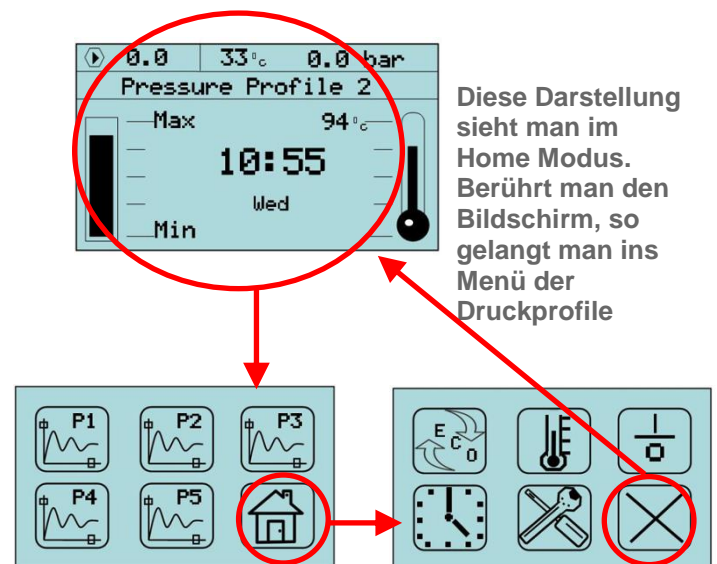 0.0 33°C 0.0 bar
Pressure Profile 2
Max 94°C
10:55
Wed
Min
Diese Darstellung
sieht man im
Home Modus.
Berührt man den
Bildschirm, so
gelangt man ins
Menü der
Druckprofile
P1 P2 P3
P4 P5
E C O
I O